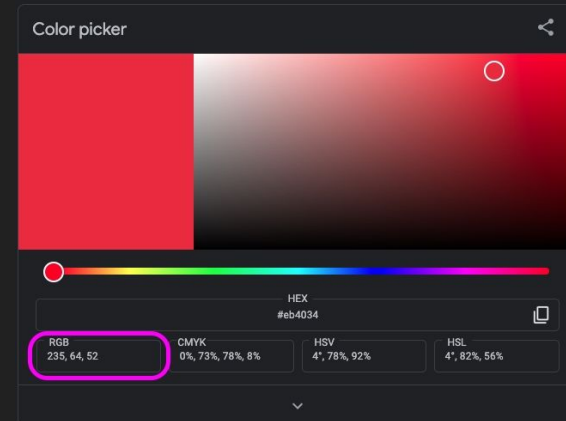 Color picker
HEX
#eb4034
RGB
235, 64, 52
CMYK
0%, 73%, 78%, 8%
HSV
4°, 78%, 92%
HSL
4°, 82%, 56%